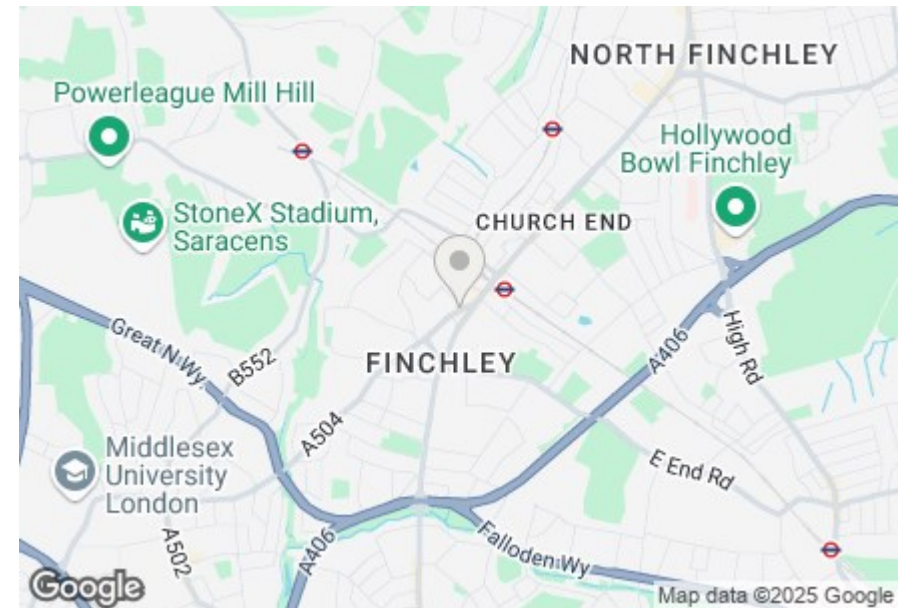 NORTH FINCHLEY
Powerleague Mill Hill
Hollywood
Bowl Finchley
StoneX Stadium,
Saracens
CHURCH END
Great N Wy
B552
FINCHLEY
A406
High Rd
A504
Middlesex
University
London
E End Rd
A502
A406
Falloden Wy
Google
Map data ©2025 Google